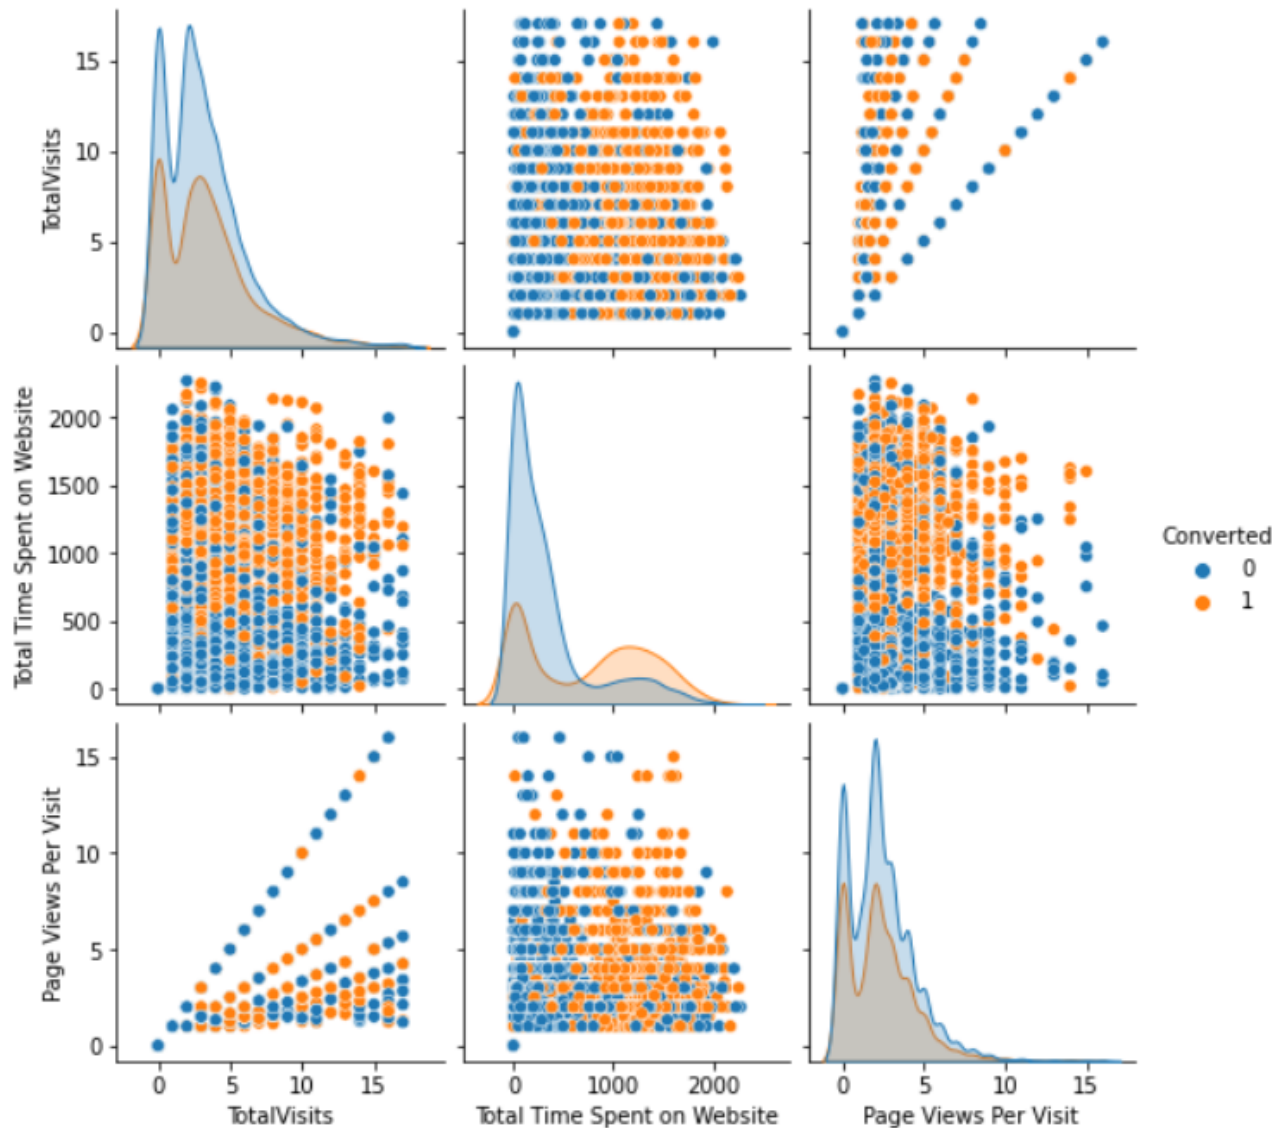 TotalVisits
15
10
5
0
Total Time Spent on Website
2000
1500
1000
500
0
Converted
0
1
Page Views Per Visit
15
10
5
0
0 5 10 15
0 1000 2000
0 5 10 15
TotalVisits
Total Time Spent on Website
Page Views Per Visit